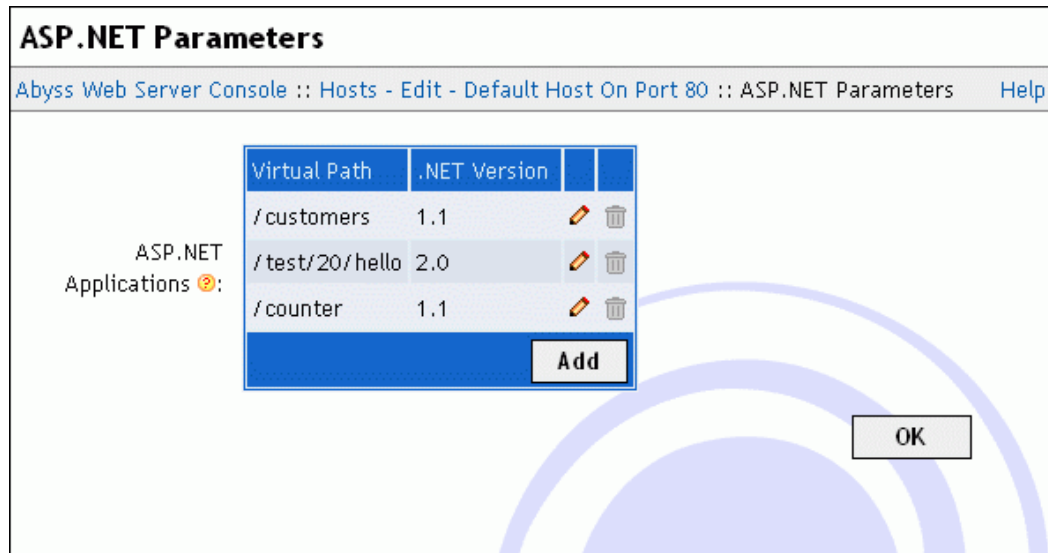 ASP.NET Parameters
Abyss Web Server Console :: Hosts - Edit - Default Host On Port 80 :: ASP.NET Parameters Help
Virtual Path .NET Version
/customers 1.1
ASP.NET
Applications ?:
/test/20/hello 2.0
/counter 1.1
Add
OK